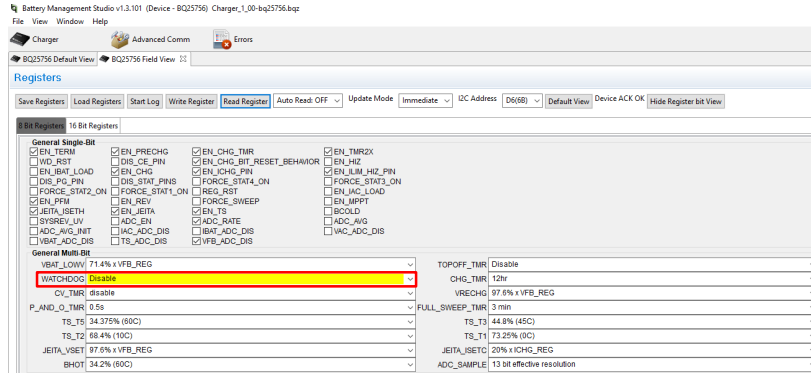 Battery Management Studio v1.3.101 (Device - BQ25756) Charger_1_00-bq25756.bqz
File View Window Help
Charger Advanced Comm Errors
BQ25756 Default View BQ25756 Field View
Registers
Save Registers Load Registers Start Log Write Register Read Register Auto Read: OFF Update Mode Immediate I2C Address D6(6B) Default View Device ACK OK Hide Register bit View
8 Bit Registers 16 Bit Registers
General Single-Bit
EN_TERM EN_PRECHG EN_CHG_TMR EN_TMR2X
WD_RST DIS_CE_PIN EN_CHG_BIT_RESET_BEHAVIOR EN_HIZ
EN_IBAT_LOAD EN_CHG EN_ICHG_PIN EN_ILIM_HIZ_PIN
DIS_PG_PIN DIS_STAT_PINS FORCE_STAT4_ON FORCE_STAT3_ON
FORCE_STAT2_ON FORCE_STAT1_ON REG_RST EN_IAC_LOAD
EN_PFM EN_REV FORCE_SWEEP EN_MPPT
JEITA_ISETH EN_JEITA EN_TS BCOLD
SYSREV_UV ADC_EN ADC_RATE ADC_AVG
ADC_AVG_INIT IAC_ADC_DIS IBAT_ADC_DIS VAC_ADC_DIS
VBAT_ADC_DIS TS_ADC_DIS VFB_ADC_DIS
General Multi-Bit
VBAT_LOWV 71.4% x VFB_REG TOPOFF_TMR Disable
WATCHDOG Disable CHG_TMR 12hr
CV_TMR disable VRECHG 97.6% x VFB_REG
P_AND_O_TMR 0.5s FULL_SWEEP_TMR 3 min
TS_T5 34.375% (60C) TS_T3 44.8% (45C)
TS_T2 68.4% (10C) TS_T1 73.25% (0C)
JEITA_VSET 97.6% x VFB_REG JEITA_ISETC 20% x ICHG_REG
BHOT 34.2% (60C) ADC_SAMPLE 13 bit effective resolution